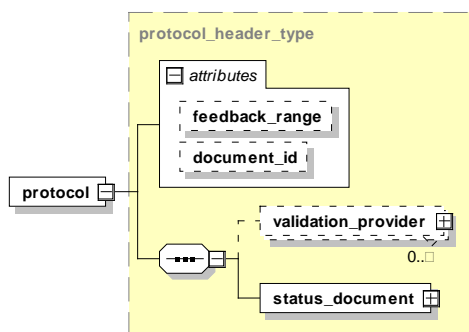 protocol_header_type
attributes
feedback_range
document_id
protocol
validation_provider
0..
status_document